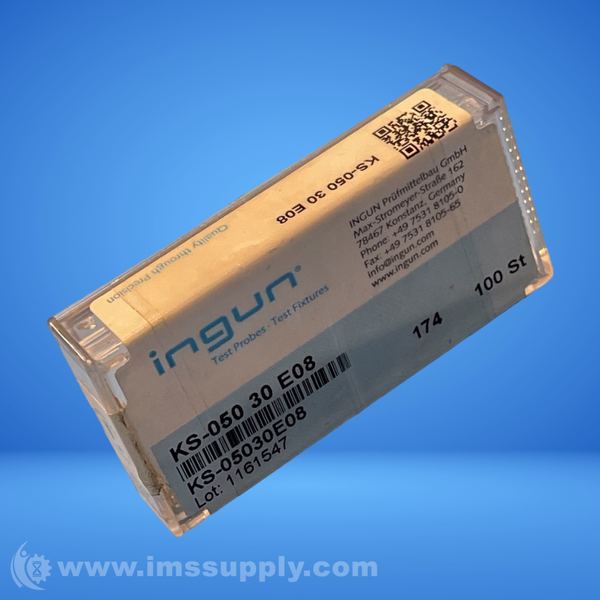 KS-050 30 E08
Quality through Precision
ingun®
Test Probes · Test Fixtures
INGUN Prüfmittelbau GmbH
Max-Stromeyer-Straße 162
78467 Konstanz, Germany
Phone: +49 7531 8105-0
Fax: +49 7531 8105-65
info@ingun.com
www.ingun.com
KS-050 30 E08
174
100 St
KS-05030E08
Lot: 1161547
www.imssupply.com